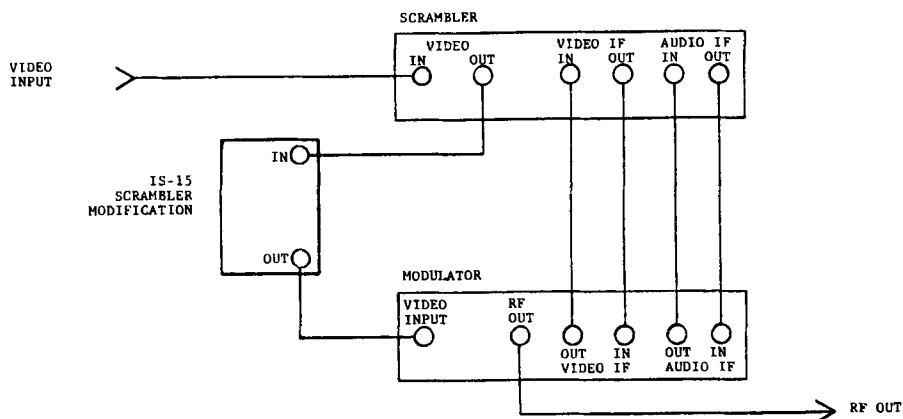 SCRAMBLER
VIDEO VIDEO IF AUDIO IF
IN OUT IN OUT IN OUT
VIDEO
INPUT
IN
IS-15
SCRAMBLER
MODIFICATION
OUT
MODULATOR
VIDEO
INPUT
RF
OUT
OUT IN OUT IN
VIDEO IF AUDIO IF
RF OUT